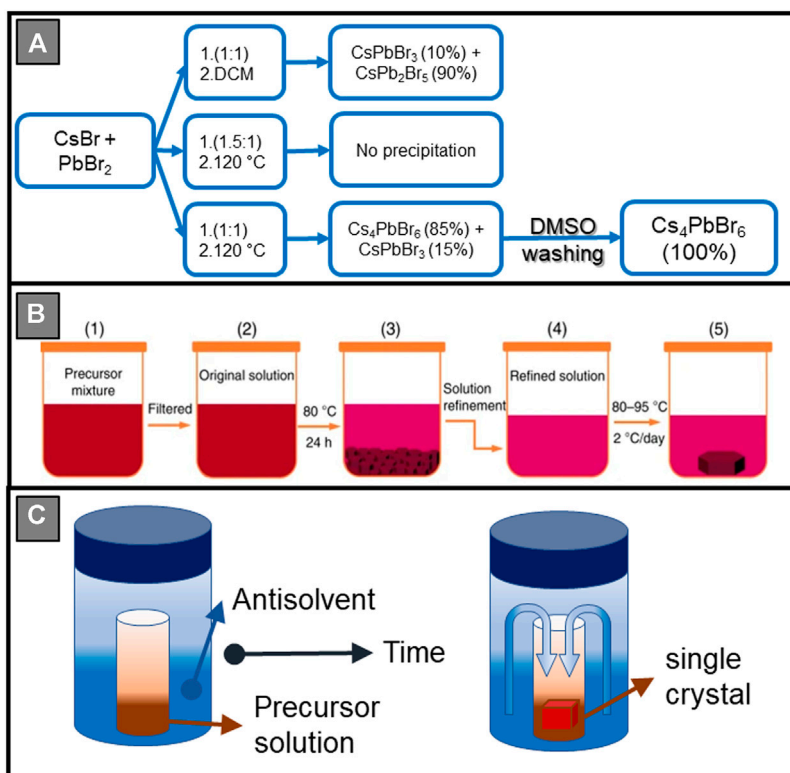 A
CsBr +
PbBr₂
1.(1:1)
2.DCM
CsPbBr₃ (10%) +
CsPb₂Br₅ (90%)
1.(1.5:1)
2.120 °C
No precipitation
1.(1:1)
2.120 °C
Cs₄PbBr₆ (85%) +
CsPbBr₃ (15%)
DMSO
washing
Cs₄PbBr₆
(100%)
B
(1)
(2)
(3)
(4)
(5)
Precursor
mixture
Filtered
Original solution
80 °C
24 h
Solution
refinement
Refined solution
80–95 °C
2 °C/day
C
Antisolvent
Time
Precursor
solution
single
crystal